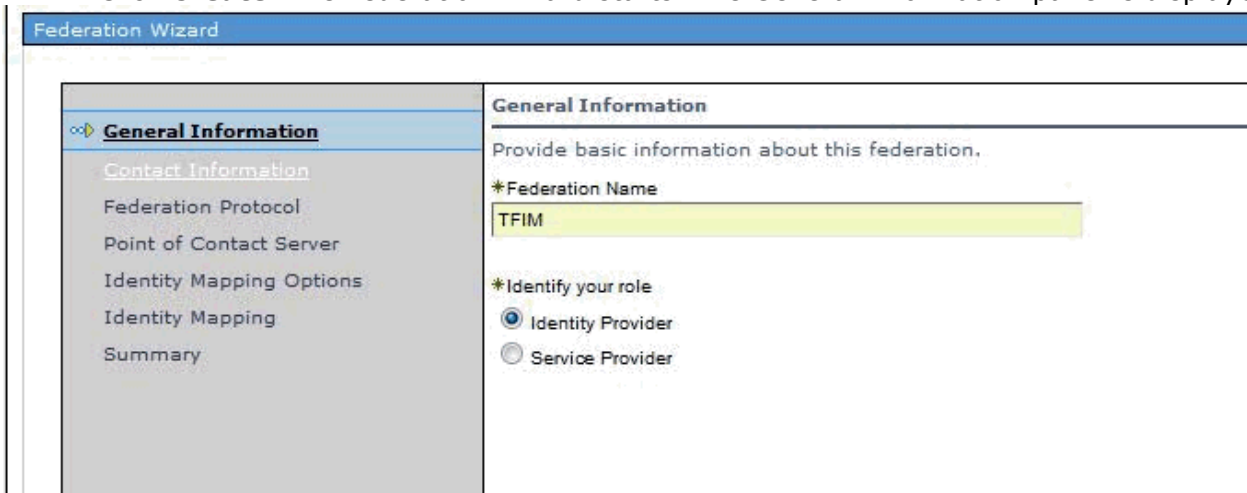 Federation Wizard
General Information
Contact Information
Federation Protocol
Point of Contact Server
Identity Mapping Options
Identity Mapping
Summary
General Information
Provide basic information about this federation.
*Federation Name
TFIM
*Identify your role
Identity Provider
Service Provider